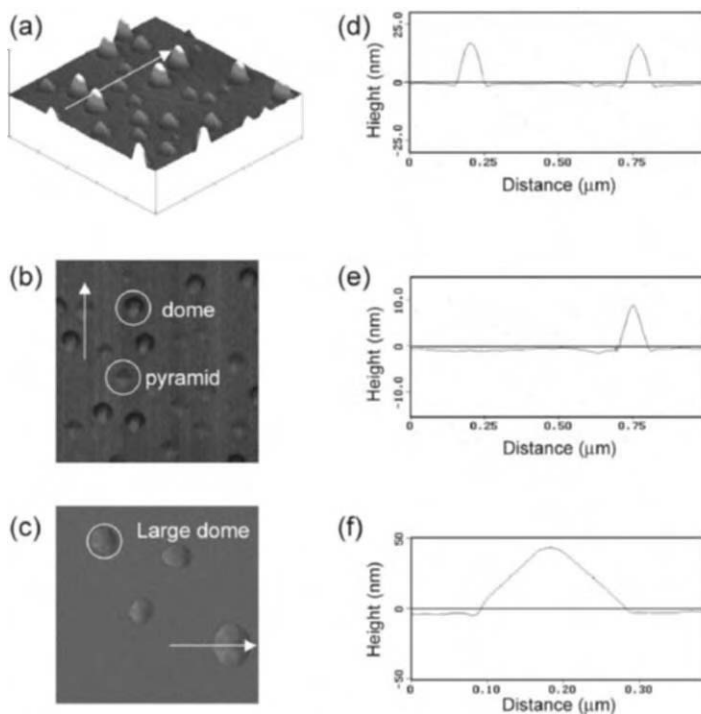 (a)
(d)
25.0
0
-25.0
Hieght (nm)
0
0.25
0.50
0.75
Distance (μm)
(b)
dome
pyramid
(e)
10.0
0
-10.0
Height (nm)
0
0.25
0.50
0.75
Distance (μm)
(c)
Large dome
(f)
50
0
-50
Height (nm)
0
0.10
0.20
0.30
Distance (μm)